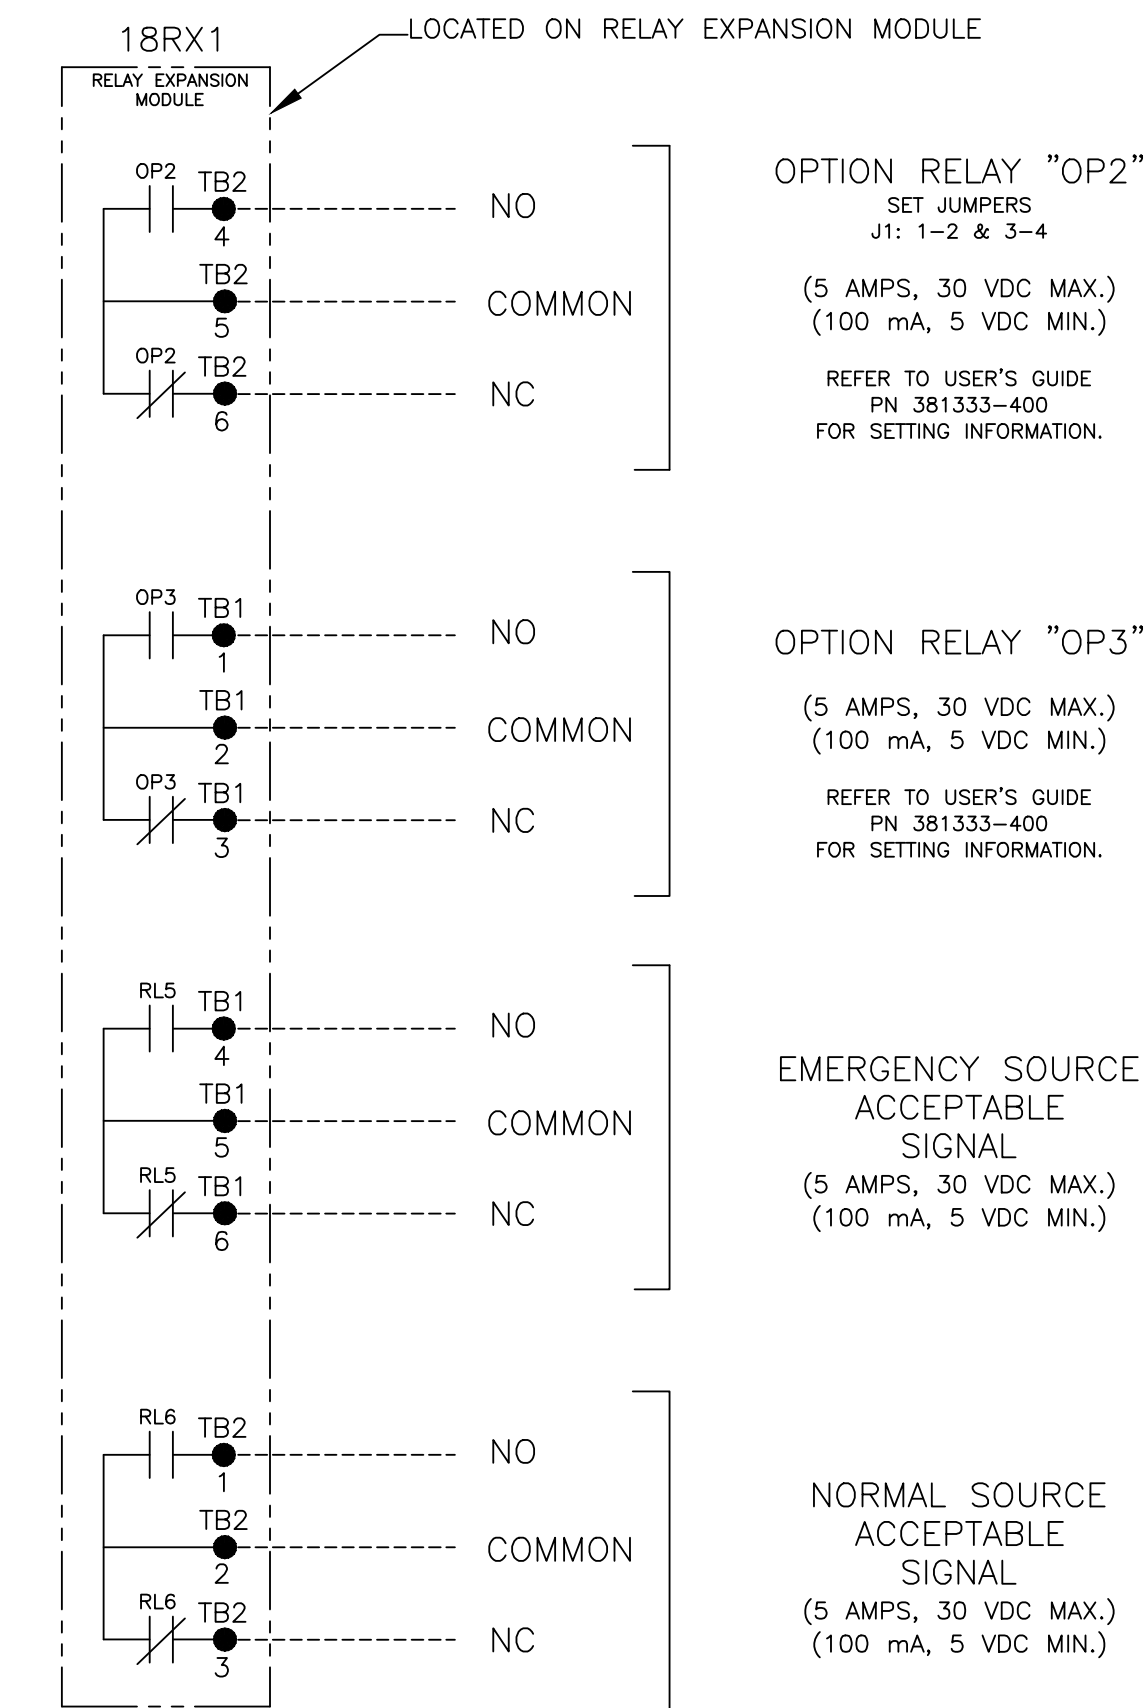 18RX1
LOCATED ON RELAY EXPANSION MODULE
RELAY EXPANSION
MODULE
OP2
TB2
4
NO
TB2
5
COMMON
OP2
TB2
6
NC
OPTION RELAY "OP2"
SET JUMPERS
J1: 1-2 & 3-4
(5 AMPS, 30 VDC MAX.)
(100 mA, 5 VDC MIN.)
REFER TO USER'S GUIDE
PN 381333-400
FOR SETTING INFORMATION.
OP3
TB1
1
NO
TB1
2
COMMON
OP3
TB1
3
NC
OPTION RELAY "OP3"
(5 AMPS, 30 VDC MAX.)
(100 mA, 5 VDC MIN.)
REFER TO USER'S GUIDE
PN 381333-400
FOR SETTING INFORMATION.
RL5
TB1
4
NO
TB1
5
COMMON
RL5
TB1
6
NC
EMERGENCY SOURCE
ACCEPTABLE
SIGNAL
(5 AMPS, 30 VDC MAX.)
(100 mA, 5 VDC MIN.)
RL6
TB2
1
NO
TB2
2
COMMON
RL6
TB2
3
NC
NORMAL SOURCE
ACCEPTABLE
SIGNAL
(5 AMPS, 30 VDC MAX.)
(100 mA, 5 VDC MIN.)